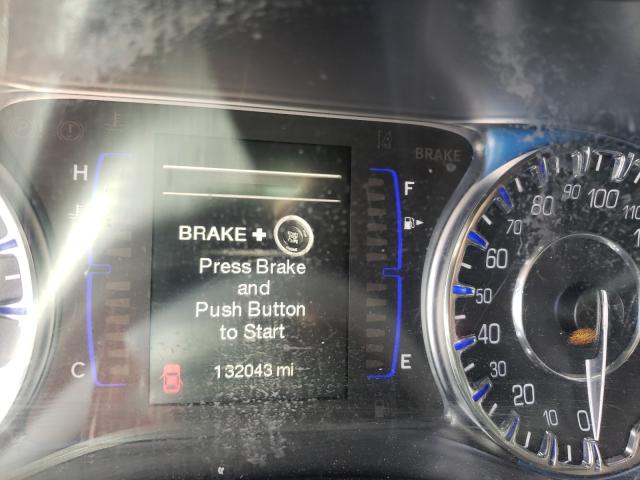 BRAKE
H
F
BRAKE +
Press Brake
and
Push Button
to Start
C
E
132043 mi
0
10
20
30
40
50
60
70
80
90
100